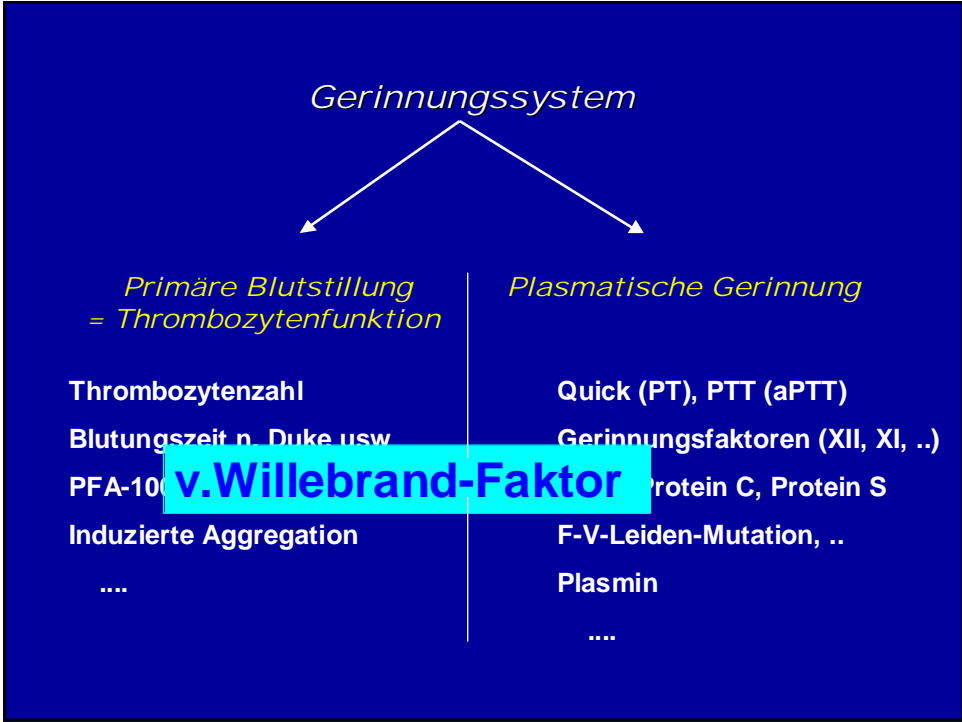 Gerinnungssystem
Primäre Blutstillung
= Thrombozytenfunktion
Thrombozytenzahl
Blutungszeit n. Duke usw
PFA-100
Induzierte Aggregation
....
Plasmatische Gerinnung
Quick (PT), PTT (aPTT)
Gerinnungsfaktoren (XII, XI, ..)
Protein C, Protein S
F-V-Leiden-Mutation, ..
Plasmin
....
v.Willebrand-Faktor